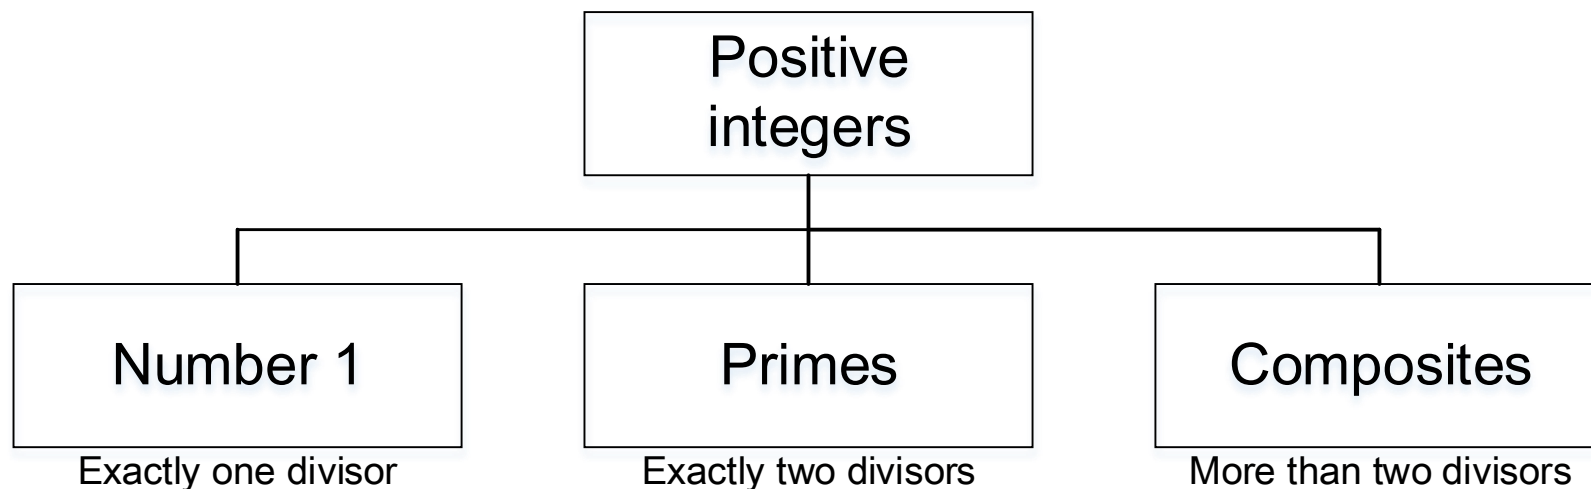 Positive
integers
Number 1
Primes
Composites
Exactly one divisor
Exactly two divisors
More than two divisors